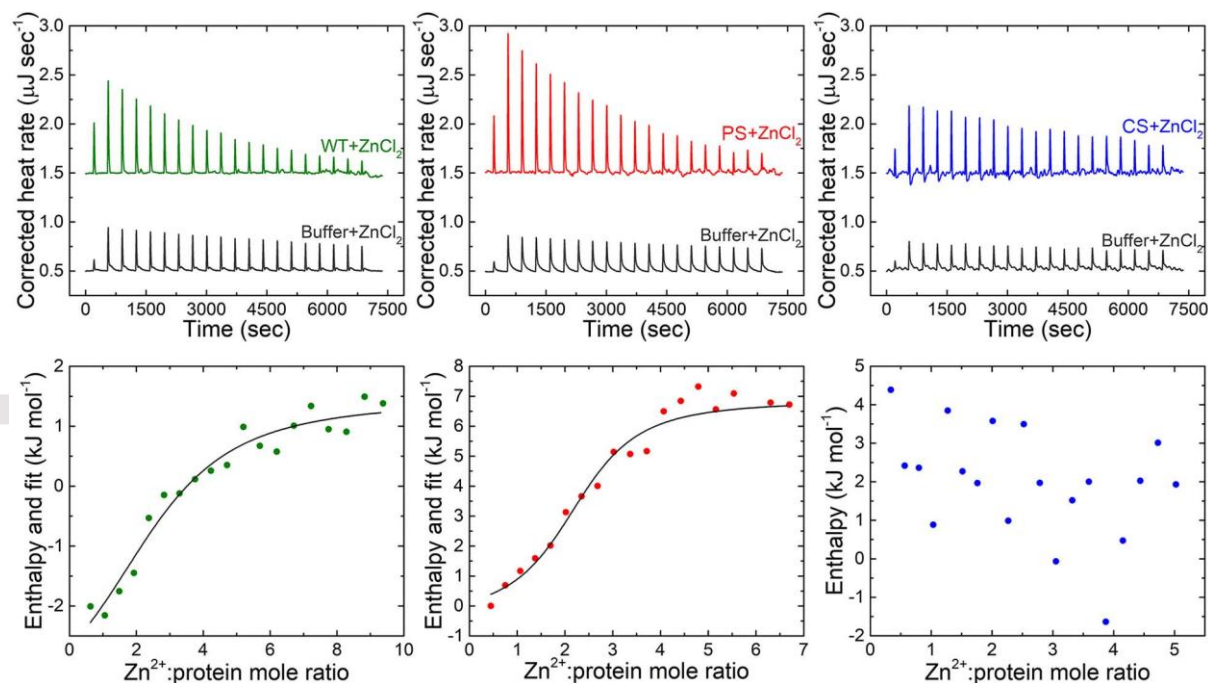 Corrected heat rate (µJ sec⁻¹)
3.0
2.5
2.0
1.5
1.0
0.5
WT+ZnCl₂
Buffer+ZnCl₂
0 1500 3000 4500 6000 7500
Time (sec)
Corrected heat rate (µJ sec⁻¹)
3.0
2.5
2.0
1.5
1.0
0.5
PS+ZnCl₂
Buffer+ZnCl₂
0 1500 3000 4500 6000 7500
Time (sec)
Corrected heat rate (µJ sec⁻¹)
3.0
2.5
2.0
1.5
1.0
0.5
CS+ZnCl₂
Buffer+ZnCl₂
0 1500 3000 4500 6000 7500
Time (sec)
Enthalpy and fit (kJ mol⁻¹)
2
1
0
-1
-2
0 2 4 6 8 10
Zn²⁺:protein mole ratio
Enthalpy and fit (kJ mol⁻¹)
8
7
6
5
4
3
2
1
0
-1
0 1 2 3 4 5 6 7
Zn²⁺:protein mole ratio
Enthalpy (kJ mol⁻¹)
5
4
3
2
1
0
-1
-2
0 1 2 3 4 5
Zn²⁺:protein mole ratio